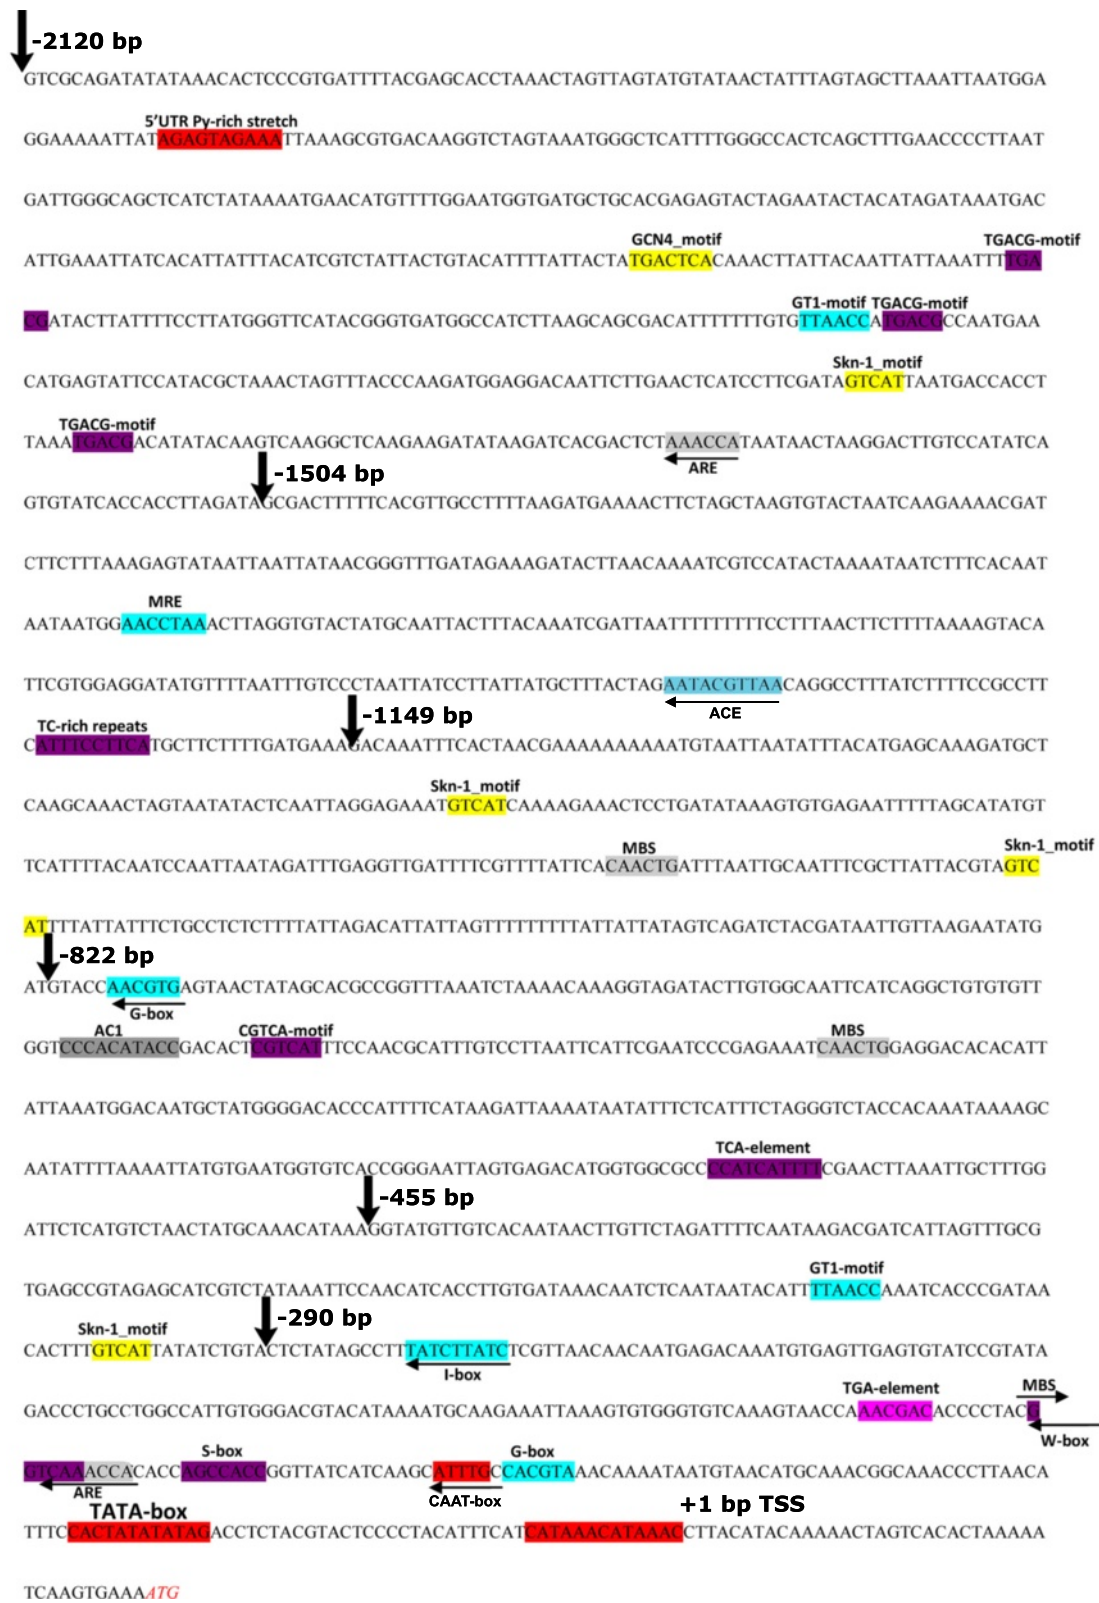 -2120 bp
GTCGCAGATATATAAACACTCCCGTGATTTTACGAGCACCTAAACTAGTTAGTATGTATAACTATTTAGTAGCTTAAATTAATGGA
5'UTR Py-rich stretch
GGAAAAATTATAGAGTAGAAATTAAAGCGTGACAAGGTCTAGTAAATGGGCTCATTTTGGGCCACTCAGCTTTGAACCCCTTAAT
GATTGGGCAGCTCATCTATAAAATGAACATGTTTTGGAATGGTGATGCTGCACGAGAGTACTAGAATACTACATAGATAAATGAC
GCN4_motif TGACG-motif
ATTGAAATTATCACATTATTTACATCGTCTATTACTGTACATTTTATTACTATGACTCACAAACTTATTACAATTATTAAATTTTGA
GT1-motif TGACG-motif
CGATACTTATTTTCCTTATGGGTTCATACGGGTGATGGCCATCTTAAGCAGCGACATTTTTTTGTGTTAACCATGACGCCAATGAA
Skn-1_motif
CATGAGTATTCCATACGCTAAACTAGTTTACCCAAGATGGAGGACAATTCTTGAACTCATCCTTCGATAGTCATTAATGACCACCT
TGACG-motif
TAAATGACGACATATACAAGTCAAGGCTCAAGAAGATATAAGATCACGACTCTAAACCATAATAACTAAGGACTTGTCCATATCA
ARE
-1504 bp
GTGTATCACCACCTTAGATAGCGACTTTTTCACGTTGCCTTTTAAGATGAAAACTTCTAGCTAAGTGTACTAATCAAGAAAACGAT
CTTCTTTAAAGAGTATAATTAATTATAACGGGTTTGATAGAAAGATACTTAACAAAATCGTCCATACTAAAATAATCTTTCACAAT
MRE
AATAATGGAACCTAAACTTAGGTGTACTATGCAATTACTTTACAAATCGATTAATTTTTTTTTCCTTTAACTTCTTTTAAAAGTACA
TTCGTGGAGGATATGTTTTAATTTGTCCCTAATTATCCTTATTATGCTTTACTAGAATACGTTAACAGGCCTTTATCTTTTCCGCCTT
ACE
-1149 bp
TC-rich repeats
CATTTCCTTCATGCTTCTTTTGATGAAAGACAAATTTCACTAACGAAAAAAAAAATGTAATTAATATTTACATGAGCAAAGATGCT
Skn-1_motif
CAAGCAAACTAGTAATATACTCAATTAGGAGAAATGTCATCAAAAGAAACTCCTGATATAAAGTGTGAGAATTTTTAGCATATGT
MBS Skn-1_motif
TCATTTTACAATCCAATTAATAGATTTGAGGTTGATTTTCGTTTTATTCACAACTGATTTAATTGCAATTTCGCTTATTACGTAGTC
ATTTTATTATTTCTGCCTCTCTTTTATTAGACATTATTAGTTTTTTTTTATTATTATAGTCAGATCTACGATAATTGTTAAGAATATG
-822 bp
ATGTACCAACGTGAGTAACTATAGCACGCCGGTTTAAATCTAAAACAAAGGTAGATACTTGTGGCAATTCATCAGGCTGTGTGTT
G-box
AC1 CGTCA-motif MBS
GGTCCCACATACCGACACTCGTCATTTCCAACGCATTTGTCCTTAATTCATTCGAATCCCGAGAAATCAACTGGAGGACACACATT
ATTAAATGGACAATGCTATGGGGACACCCATTTTCATAAGATTAAAATAATATTTCTCATTTCTAGGGTCTACCACAAATAAAAGC
TCA-element
AATATTTTAAAATTATGTGAATGGTGTCACCGGGAATTAGTGAGACATGGTGGCGCCCCATCATTTTCGAACTTAAATTGCTTTGG
-455 bp
ATTCTCATGTCTAACTATGCAAACATAAAGGTATGTTGTCACAATAACTTGTTCTAGATTTTCAATAAGACGATCATTAGTTTGCG
GT1-motif
TGAGCCGTAGAGCATCGTCTATAAATTCCAACATCACCTTGTGATAAACAATCTCAATAATACATTTTAACCAAATCACCCGATAA
Skn-1_motif -290 bp
CACTTTGTCATTATATCTGTACTCTATAGCCTTTATCTTATCTCGTTAACAACAATGAGACAAATGTGAGTTGAGTGTATCCGTATA
I-box
TGA-element MBS
GACCCTGCCTGGCCATTGTGGGACGTACATAAAATGCAAGAAATTAAAGTGTGGGTGTCAAAGTAACCAAACGACACCCCTACG
W-box
S-box G-box
GTCAAACCACACCAGCCACCGGTTATCATCAAGCATTTGCCACGTAAACAAAATAATGTAACATGCAAACGGCAAACCCTTAACA
ARE CAAT-box
TATA-box +1 bp TSS
TTTCCACTATATATAGACCTCTACGTACTCCCCTACATTTCATCATAAACATAAACCTTACATACAAAAACTAGTCACACTAAAAA
TCAAGTGAAAATG